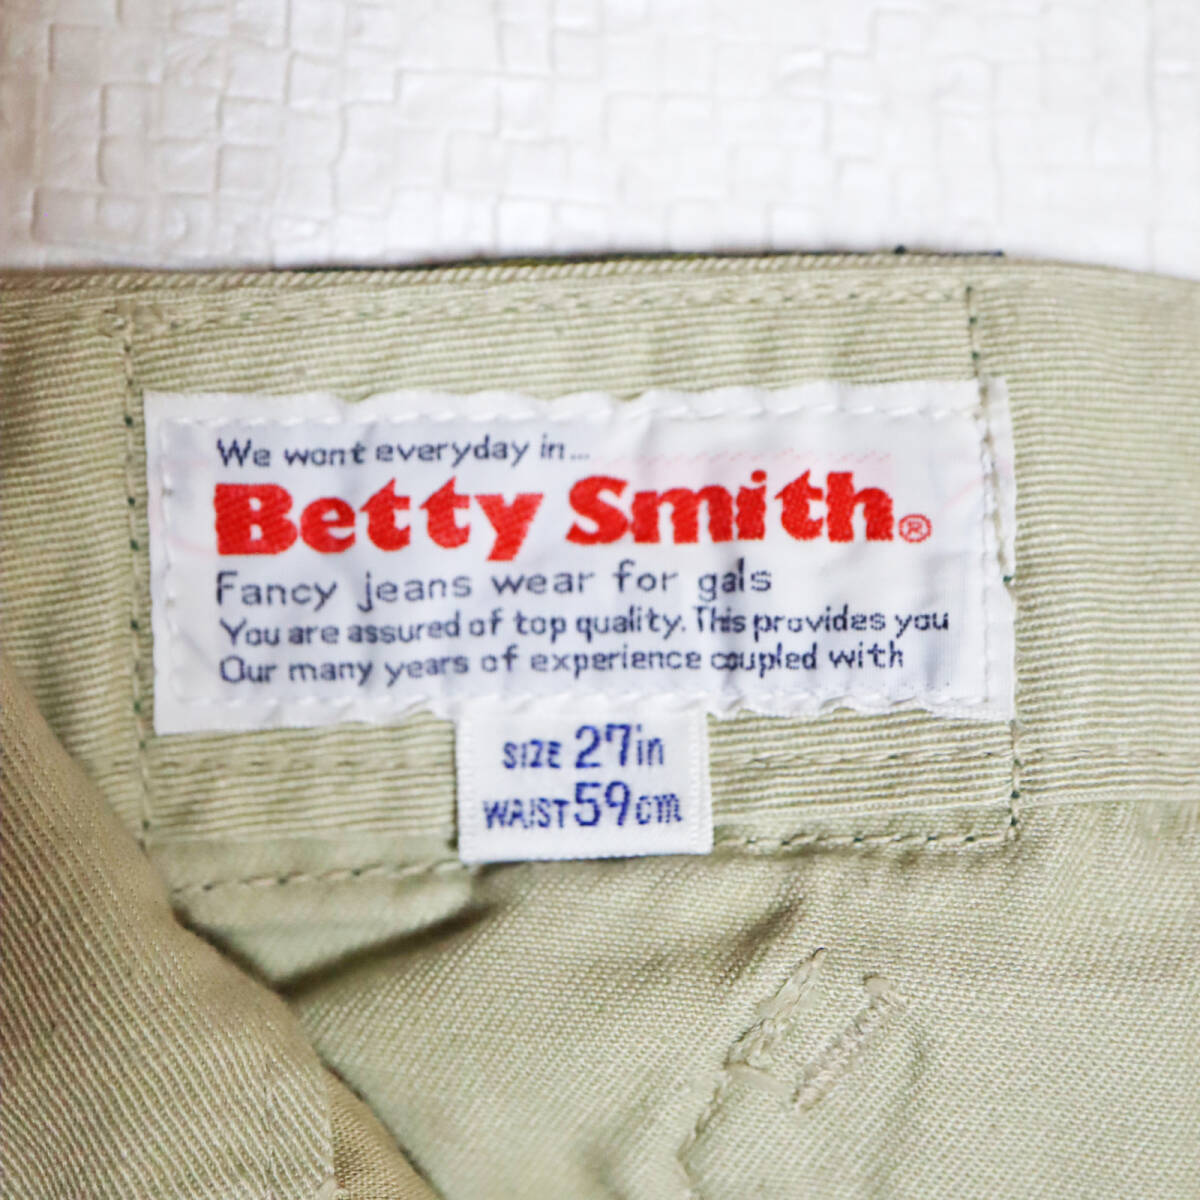 We want everyday in...
Betty Smith®
Fancy jeans wear for gals
You are assured of top quality. This provides you
Our many years of experience coupled with
SIZE 27in
WAIST 59cm